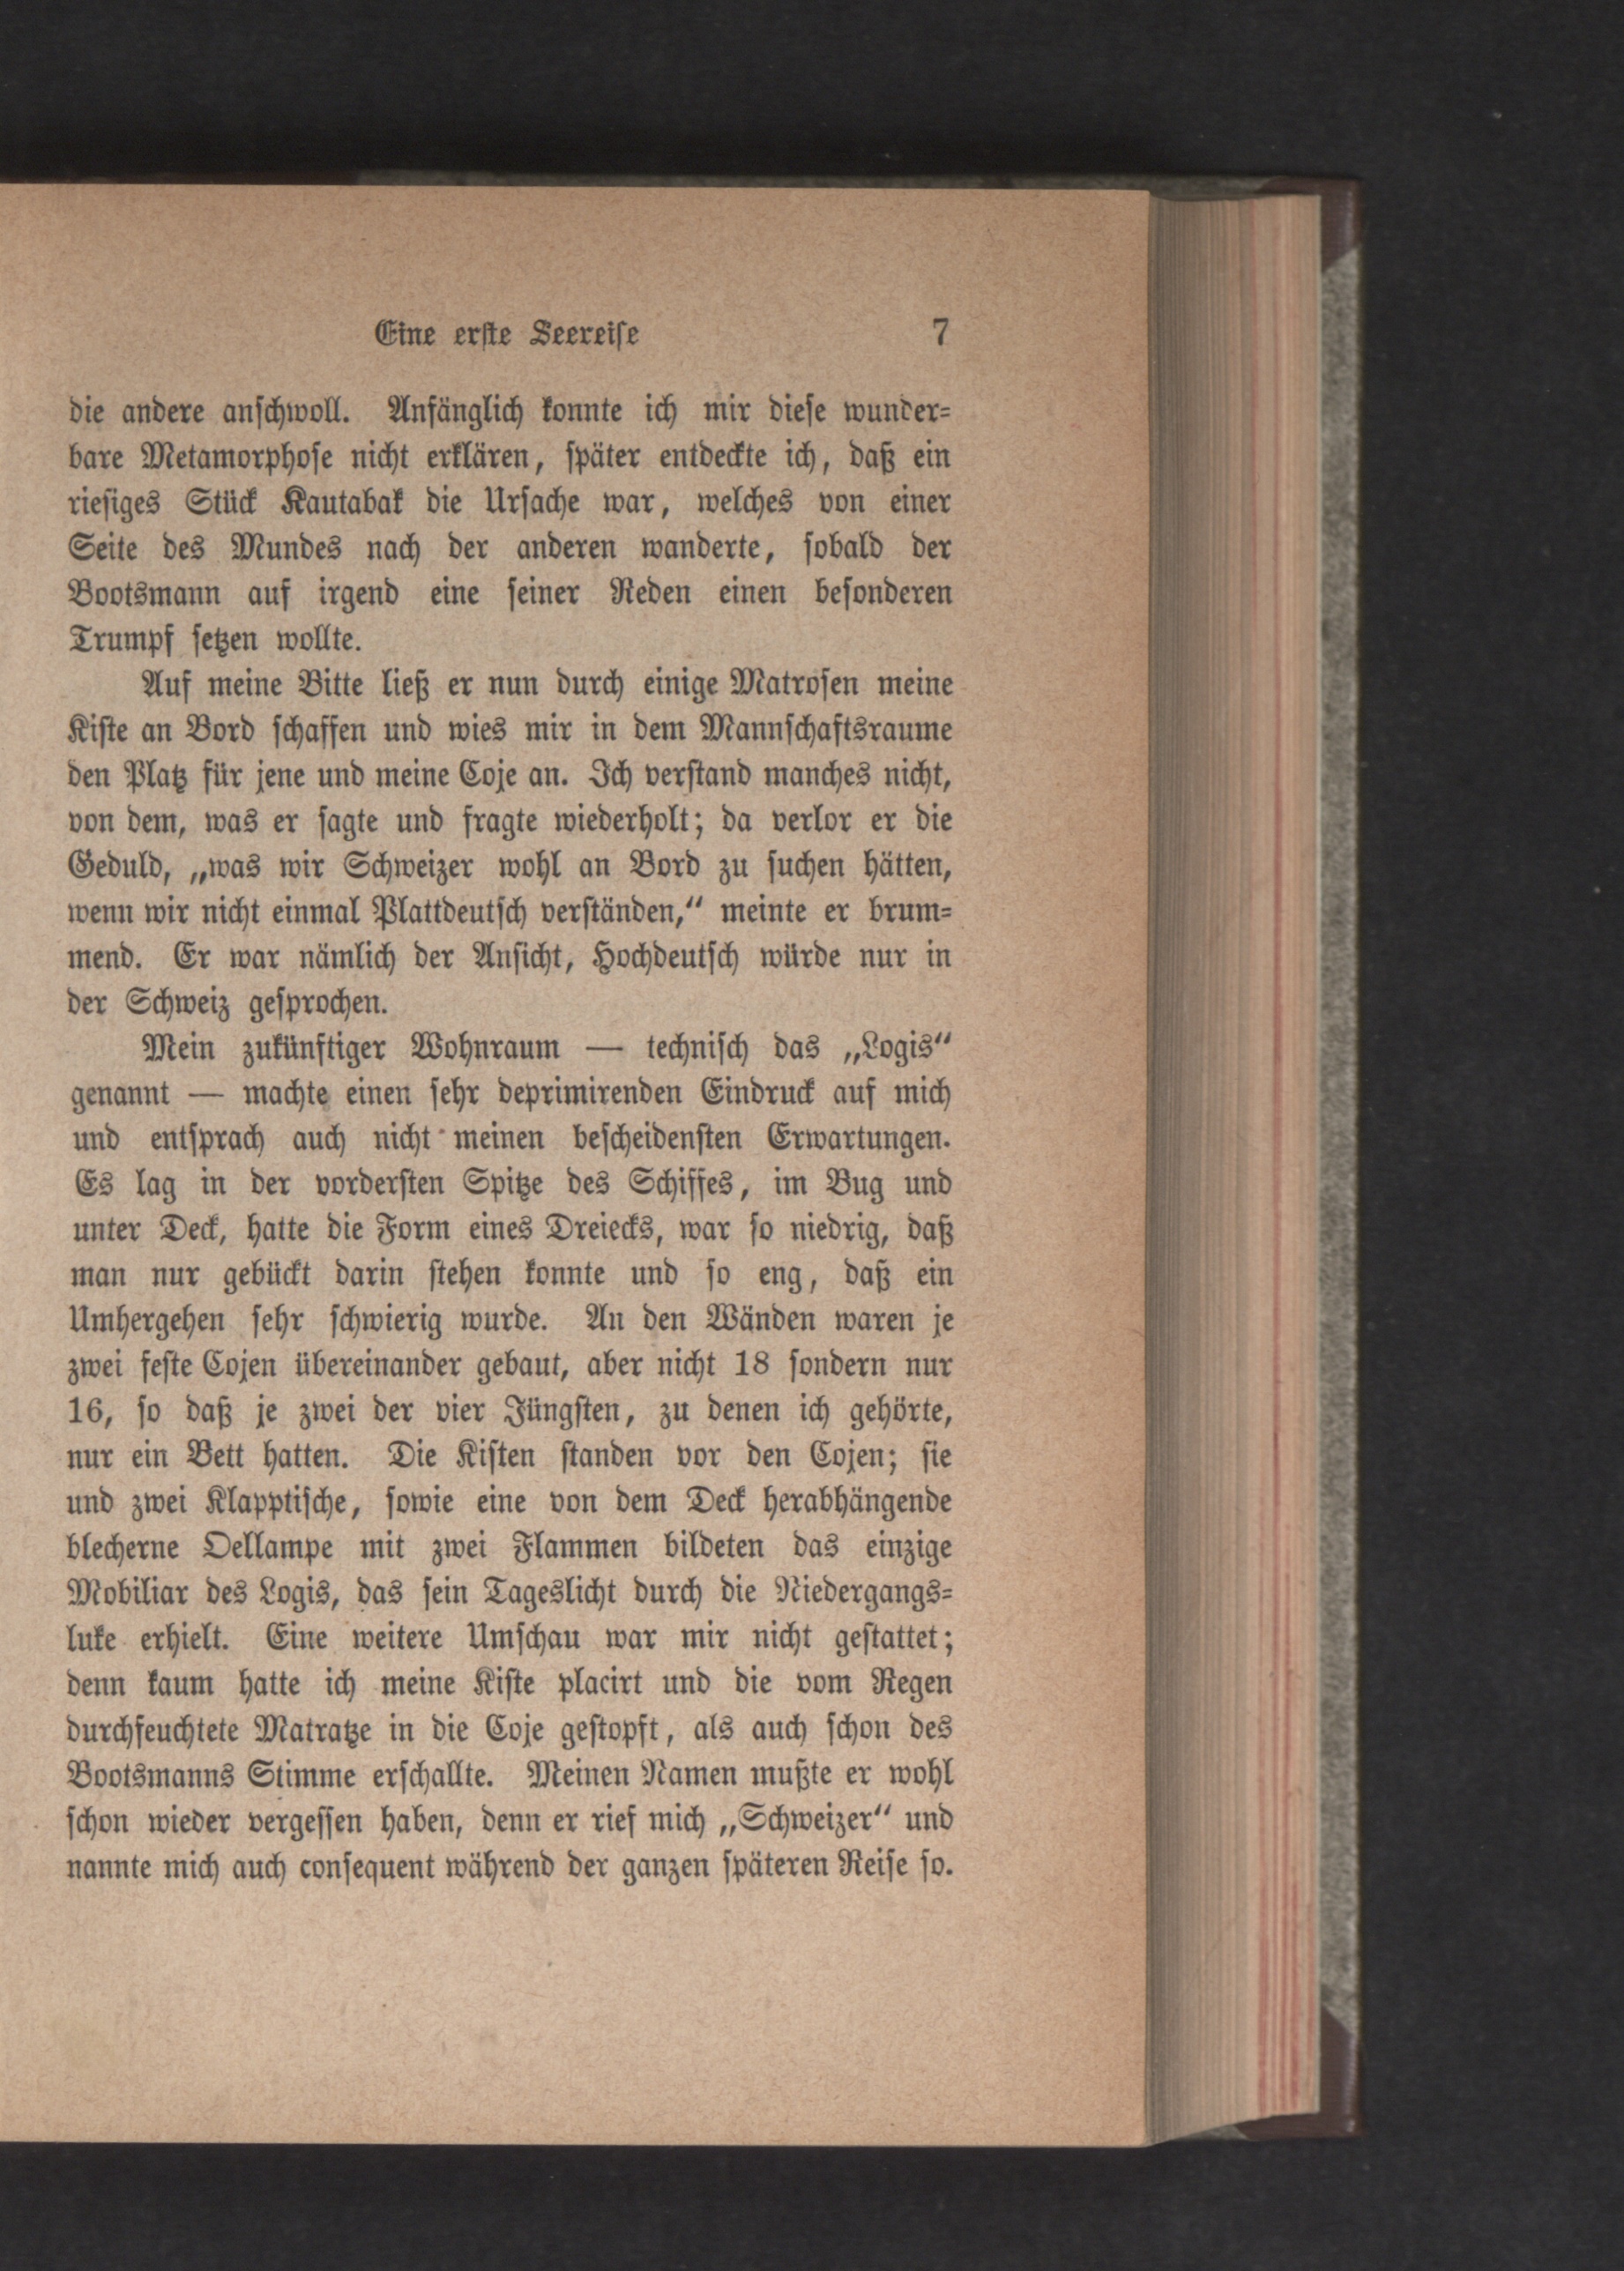 Eine erste Seereise 7
die andere anschwoll. Anfänglich konnte ich mir diese wunder-
bare Metamorphose nicht erklären, später entdeckte ich, daß ein
riesiges Stück Kautabak die Ursache war, welches von einer
Seite des Mundes nach der anderen wanderte, sobald der
Bootsmann auf irgend eine seiner Reden einen besonderen
Trumpf setzen wollte.
Auf meine Bitte ließ er nun durch einige Matrosen meine
Kiste an Bord schaffen und wies mir in dem Mannschaftsraume
den Platz für jene und meine Coje an. Ich verstand manches nicht,
von dem, was er sagte und fragte wiederholt; da verlor er die
Geduld, „was wir Schweizer wohl an Bord zu suchen hätten,
wenn wir nicht einmal Plattdeutsch verständen,“ meinte er brum-
mend. Er war nämlich der Ansicht, Hochdeutsch würde nur in
der Schweiz gesprochen.
Mein zukünftiger Wohnraum — technisch das „Logis“
genannt — machte einen sehr deprimirenden Eindruck auf mich
und entsprach auch nicht meinen bescheidensten Erwartungen.
Es lag in der vordersten Spitze des Schiffes, im Bug und
unter Deck, hatte die Form eines Dreiecks, war so niedrig, daß
man nur gebückt darin stehen konnte und so eng, daß ein
Umhergehen sehr schwierig wurde. An den Wänden waren je
zwei feste Cojen übereinander gebaut, aber nicht 18 sondern nur
16, so daß je zwei der vier Jüngsten, zu denen ich gehörte,
nur ein Bett hatten. Die Kisten standen vor den Cojen; sie
und zwei Klapptische, sowie eine von dem Deck herabhängende
blecherne Oellampe mit zwei Flammen bildeten das einzige
Mobiliar des Logis, das sein Tageslicht durch die Niedergangs-
luke erhielt. Eine weitere Umschau war mir nicht gestattet;
denn kaum hatte ich meine Kiste placirt und die vom Regen
durchfeuchtete Matratze in die Coje gestopft, als auch schon des
Bootsmanns Stimme erschallte. Meinen Namen mußte er wohl
schon wieder vergessen haben, denn er rief mich „Schweizer“ und
nannte mich auch consequent während der ganzen späteren Reise so.